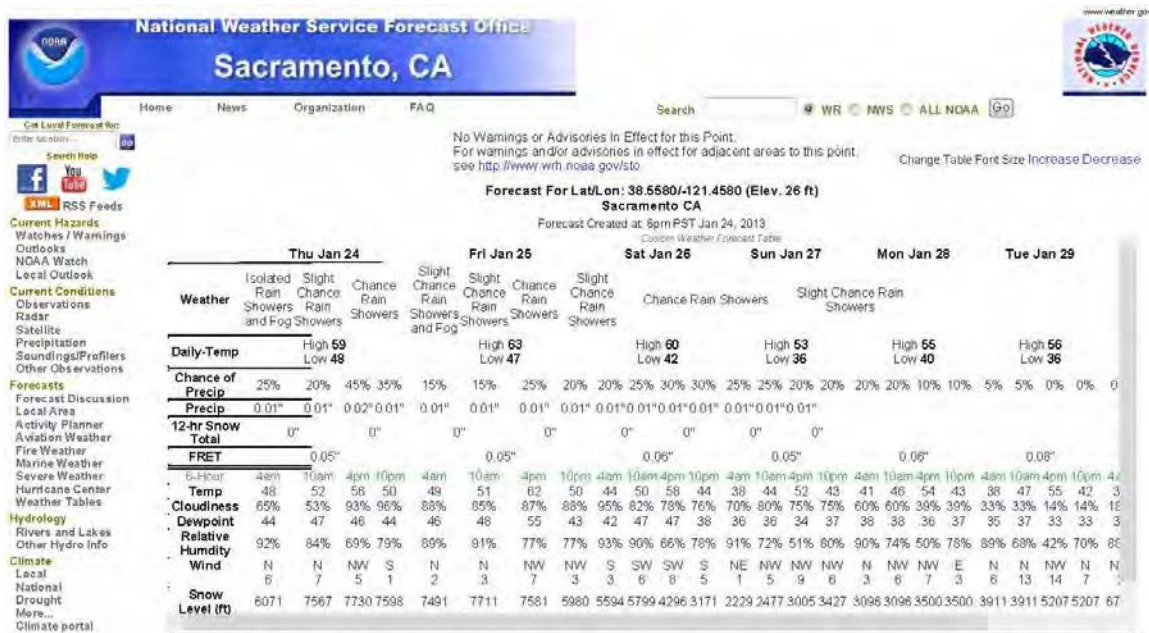 www.weather.gov
NOAA
National Weather Service Forecast Office
Sacramento, CA
Home News Organization FAQ Search WR NWS ALL NOAA Go
Get Local Forecast for:
Enter location ... Go
Search Help
You Tube
XML RSS Feeds
Current Hazards
Watches / Warnings
Outlooks
NOAA Watch
Local Outlook
Current Conditions
Observations
Radar
Satellite
Precipitation
Soundings/Profilers
Other Observations
Forecasts
Forecast Discussion
Local Area
Activity Planner
Aviation Weather
Fire Weather
Marine Weather
Severe Weather
Hurricane Center
Weather Tables
Hydrology
Rivers and Lakes
Other Hydro Info
Climate
Local
National
Drought
More...
Climate portal
No Warnings or Advisories In Effect for this Point.
For warnings and/or advisories in effect for adjacent areas to this point.
see http://www.wrh.noaa.gov/sto
Change Table Font Size Increase Decrease
Forecast For Lat/Lon: 38.5580/-121.4580 (Elev. 26 ft)
Sacramento CA
Forecast Created at: 6pm PST Jan 24, 2013
Custom Weather Forecast Table
Thu Jan 24 Fri Jan 25 Sat Jan 26 Sun Jan 27 Mon Jan 28 Tue Jan 29
Weather Isolated Rain Showers and Fog Slight Chance Rain Showers Chance Rain Showers Slight Chance Rain Showers and Fog Slight Chance Rain Showers Chance Rain Showers Slight Chance Rain Showers Chance Rain Showers Slight Chance Rain Showers
Daily-Temp High 59 High 63 High 60 High 53 High 55 High 56
Low 48 Low 47 Low 42 Low 36 Low 40 Low 36
Chance of Precip 25% 20% 45% 35% 15% 15% 25% 20% 20% 25% 30% 30% 25% 25% 20% 20% 20% 20% 10% 10% 5% 5% 0% 0% 0
Precip 0.01" 0.01" 0.02" 0.01" 0.01" 0.01" 0.01" 0.01" 0.01" 0.01" 0.01" 0.01" 0.01" 0.01" 0.01"
12-hr Snow Total 0" 0" 0" 0" 0" 0" 0" 0"
FRET 0.05" 0.05" 0.06" 0.05" 0.06" 0.08"
6-Hour 4am 10am 4pm 10pm 4am 10am 4pm 10pm 4am 10am 4pm 10pm 4am 10am 4pm 10pm 4am 10am 4pm 10pm 4am 10am 4pm 10pm
Temp 48 52 56 50 49 51 62 50 44 50 58 44 38 44 52 43 41 46 54 43 38 47 55 42 3
Cloudiness 65% 53% 93% 96% 88% 85% 87% 88% 95% 82% 78% 76% 70% 80% 75% 75% 60% 60% 39% 39% 33% 33% 14% 14% 18
Dewpoint 44 47 46 44 46 48 55 43 42 47 47 38 36 36 34 37 38 38 36 37 35 37 33 33 3
Relative Humdity 92% 84% 69% 79% 89% 91% 77% 77% 93% 90% 66% 78% 91% 72% 51% 80% 90% 74% 50% 78% 89% 68% 42% 70%
Wind N N NW S N N NW NW S SW SW S NE NW NW NW N NW NW E N N NW N N
6 7 5 1 2 3 7 3 3 6 8 5 1 5 9 6 3 6 7 3 6 13 14 7
Snow Level (ft) 6071 7567 7730 7598 7491 7711 7581 5980 5594 5799 4296 3171 2229 2477 3005 3427 3096 3096 3500 3500 3911 3911 5207 5207 67